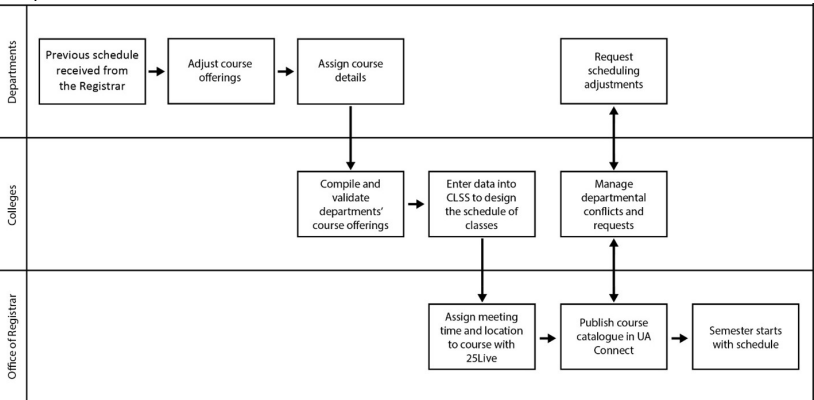 Departments
Previous schedule
received from
the Registrar
Adjust course
offerings
Assign course
details
Request
scheduling
adjustments
Colleges
Compile and
validate
departments'
course offerings
Enter data into
CLSS to design
the schedule of
classes
Manage
departmental
conflicts and
requests
Office of Registrar
Assign meeting
time and location
to course with
25Live
Publish course
catalogue in UA
Connect
Semester starts
with schedule